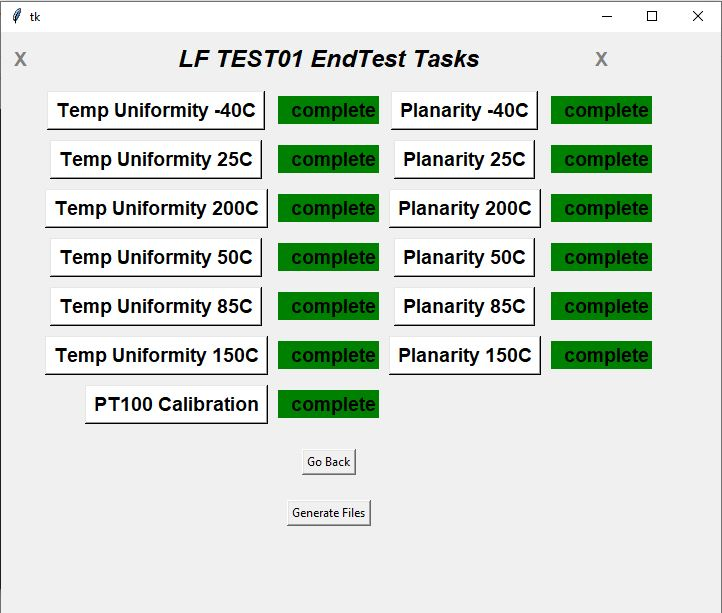 tk
X LF TEST01 EndTest Tasks X
Temp Uniformity -40C complete Planarity -40C complete
Temp Uniformity 25C complete Planarity 25C complete
Temp Uniformity 200C complete Planarity 200C complete
Temp Uniformity 50C complete Planarity 50C complete
Temp Uniformity 85C complete Planarity 85C complete
Temp Uniformity 150C complete Planarity 150C complete
PT100 Calibration complete
Go Back
Generate Files